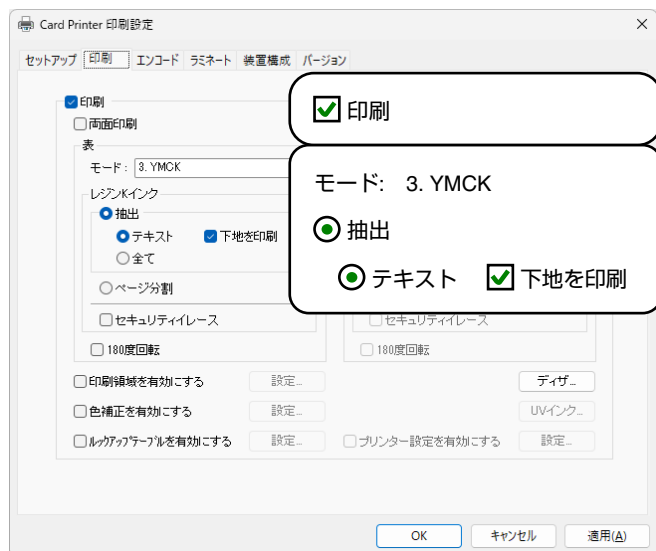 Card Printer 印刷設定
セットアップ 印刷 エンコード ラミネート 装置構成 バージョン
印刷
両面印刷
表
モード: 3. YMCK
レジンKインク
抽出
テキスト 下地を印刷
全て
ページ分割
セキュリティイレース
180度回転
印刷
モード: 3. YMCK
抽出
テキスト 下地を印刷
セキュリティイレース
180度回転
印刷領域を有効にする 設定... ディザ...
色補正を有効にする 設定... UVインク...
ルックアップテーブルを有効にする 設定... プリンター設定を有効にする 設定...
OK キャンセル 適用(A)